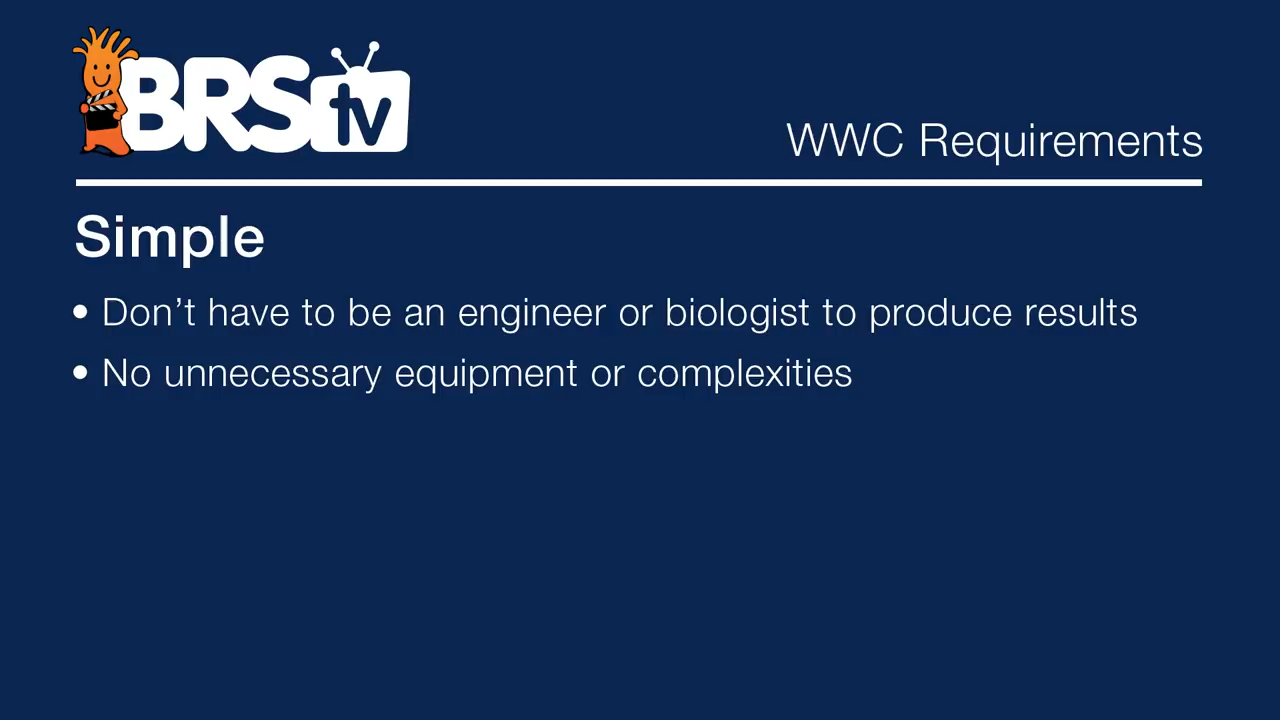 BRStv
WWC Requirements
Simple
• Don’t have to be an engineer or biologist to produce results
• No unnecessary equipment or complexities